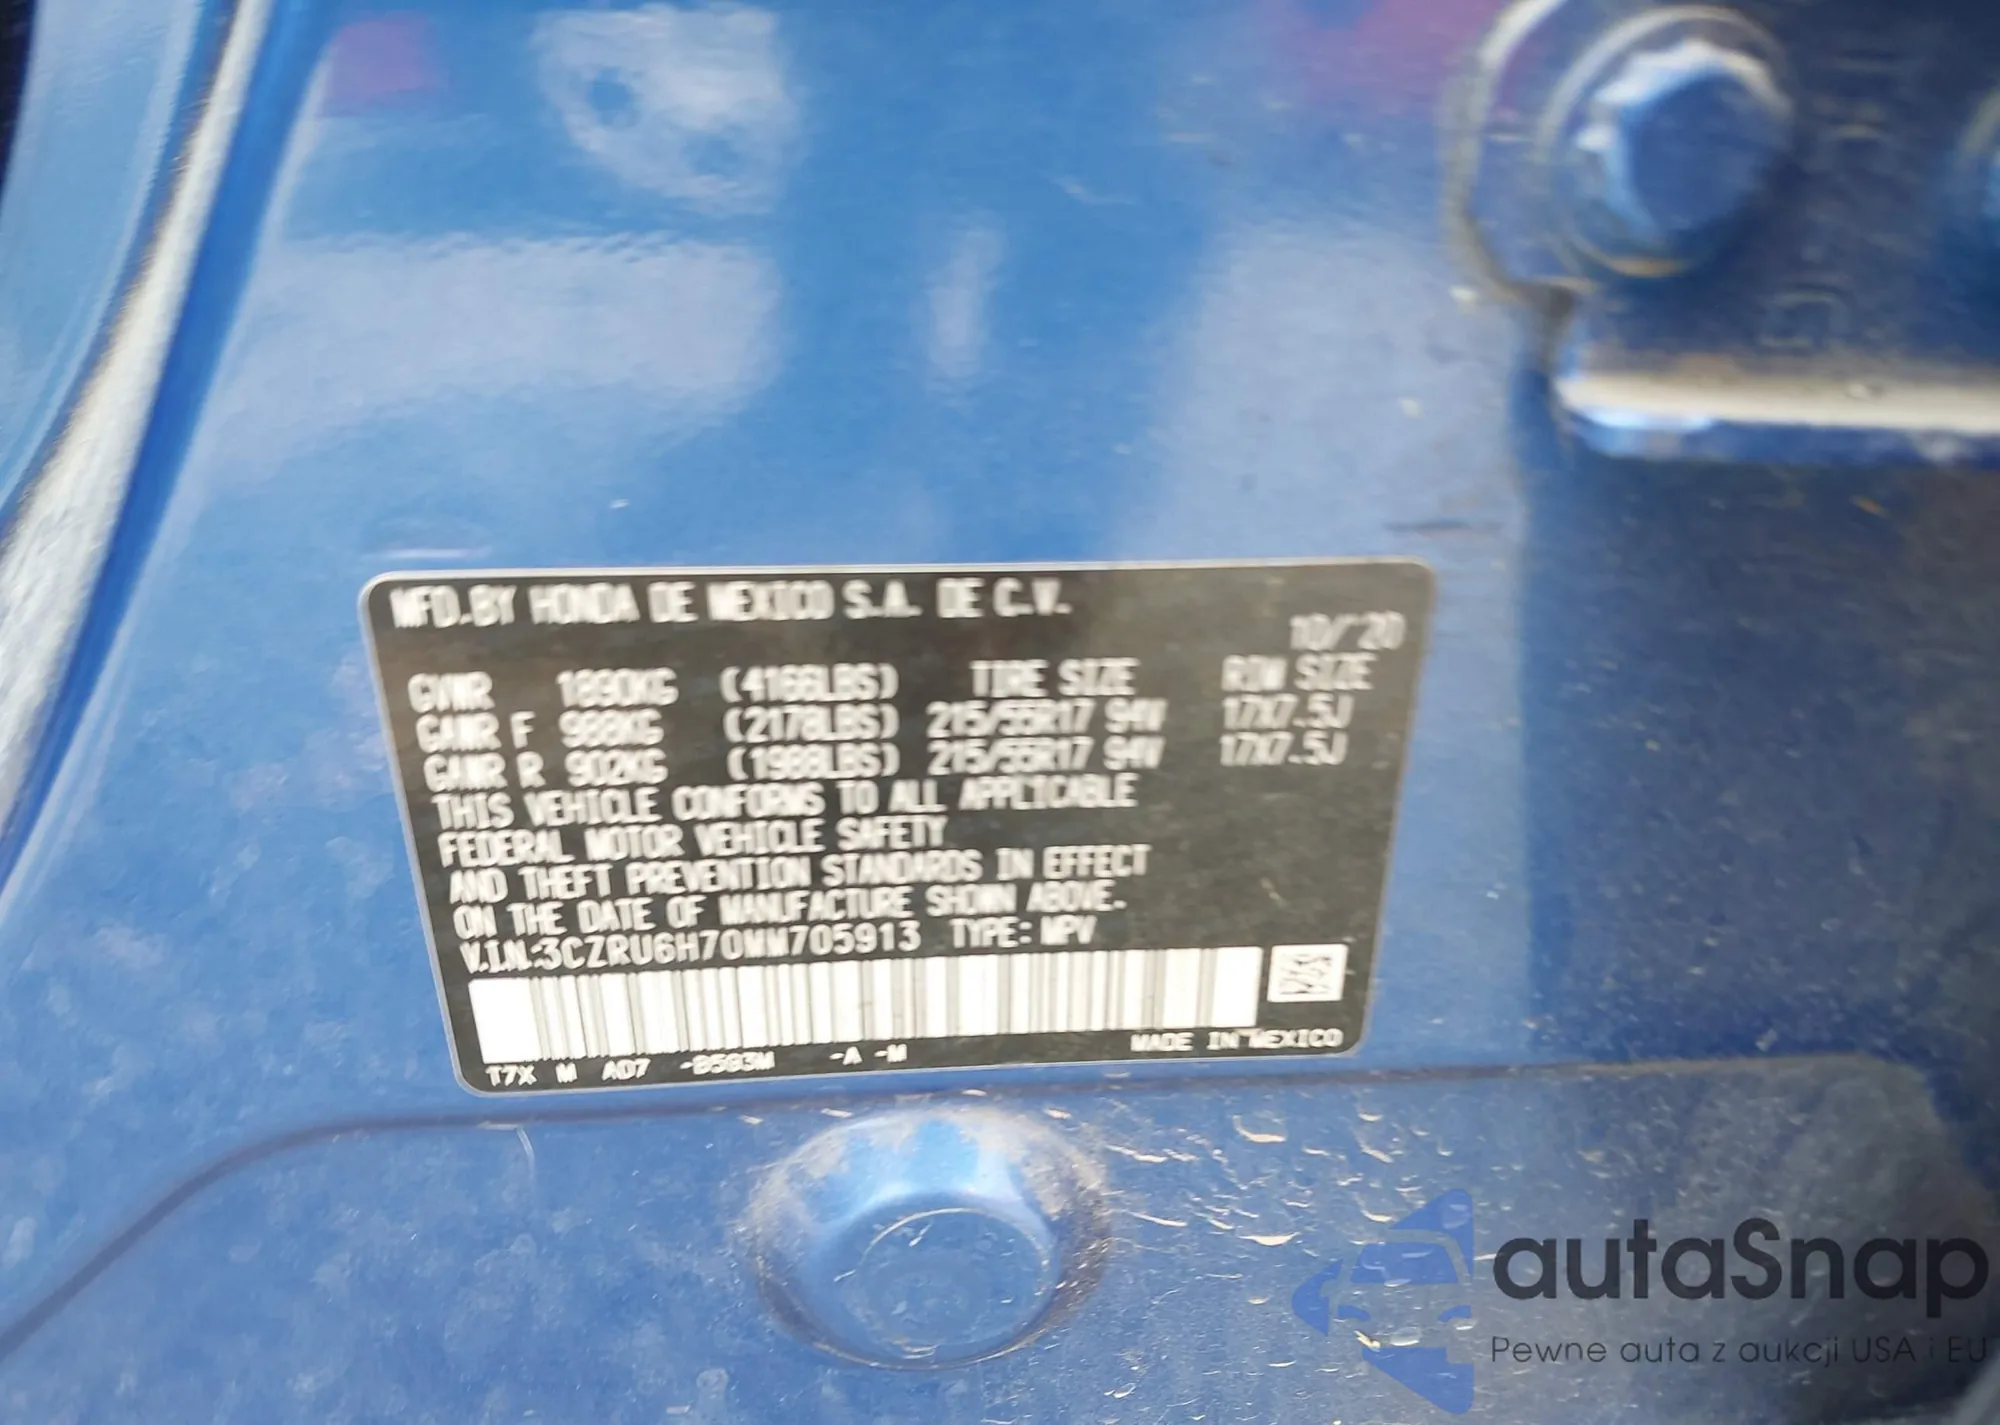 MFD.BY HONDA DE MEXICO S.A. DE C.V.
10/'20
GVWR 1890KG (4166LBS) TIRE SIZE RIM SIZE
GAWR F 988KG (2178LBS) 215/55R17 94V 17X7.5J
GAWR R 902KG (1988LBS) 215/55R17 94V 17X7.5J
THIS VEHICLE CONFORMS TO ALL APPLICABLE
FEDERAL MOTOR VEHICLE SAFETY
AND THEFT PREVENTION STANDARDS IN EFFECT
ON THE DATE OF MANUFACTURE SHOWN ABOVE.
V.I.N:3CZRU6H70MM705913 TYPE: MPV
T7X M A07 -B593M -A -M MADE IN MEXICO
autaSnap
Pewne auta z aukcji USA i EU